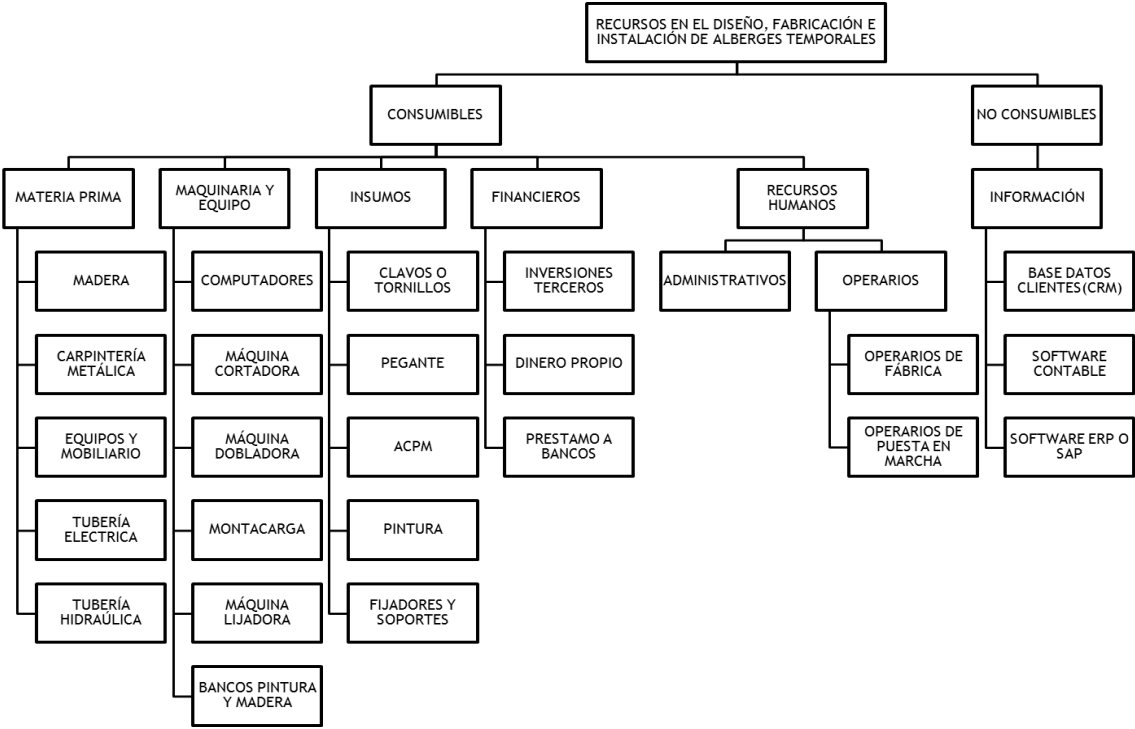 RECURSOS EN EL DISEÑO, FABRICACIÓN E
INSTALACIÓN DE ALBERGES TEMPORALES
CONSUMIBLES
NO CONSUMIBLES
MATERIA PRIMA
MAQUINARIA Y
EQUIPO
INSUMOS
FINANCIEROS
RECURSOS
HUMANOS
INFORMACIÓN
MADERA
CARPINTERÍA
METÁLICA
EQUIPOS Y
MOBILIARIO
TUBERÍA
ELECTRICA
TUBERÍA
HIDRAÚLICA
COMPUTADORES
MÁQUINA
CORTADORA
MÁQUINA
DOBLADORA
MONTACARGA
MÁQUINA
LIJADORA
BANCOS PINTURA
Y MADERA
CLAVOS O
TORNILLOS
PEGANTE
ACPM
PINTURA
FIJADORES Y
SOPORTES
INVERSIONES
TERCEROS
DINERO PROPIO
PRESTAMO A
BANCOS
ADMINISTRATIVOS
OPERARIOS
OPERARIOS DE
FÁBRICA
OPERARIOS DE
PUESTA EN
MARCHA
BASE DATOS
CLIENTES(CRM)
SOFTWARE
CONTABLE
SOFTWARE ERP O
SAP